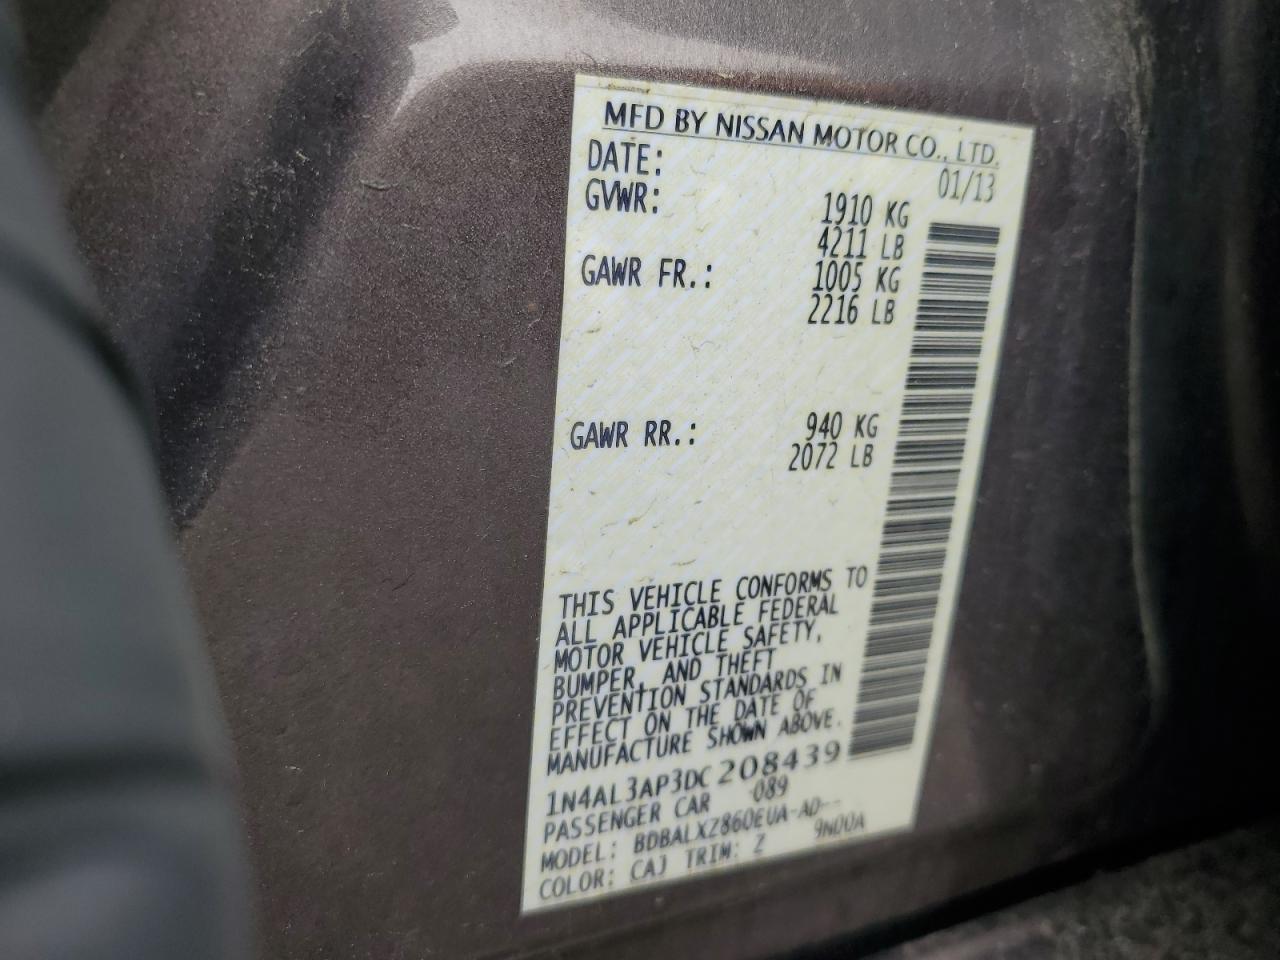 MFD BY NISSAN MOTOR CO., LTD.
DATE: 01/13
GVWR: 1910 KG
4211 LB
GAWR FR.: 1005 KG
2216 LB
GAWR RR.: 940 KG
2072 LB
THIS VEHICLE CONFORMS TO
ALL APPLICABLE FEDERAL
MOTOR VEHICLE SAFETY,
BUMPER, AND THEFT
PREVENTION STANDARDS IN
EFFECT ON THE DATE OF
MANUFACTURE SHOWN ABOVE.
1N4AL3AP3DC208439
PASSENGER CAR 089
MODEL: BDBALXZ860EUA-AD--
COLOR: CAJ TRIM: Z 9N00A